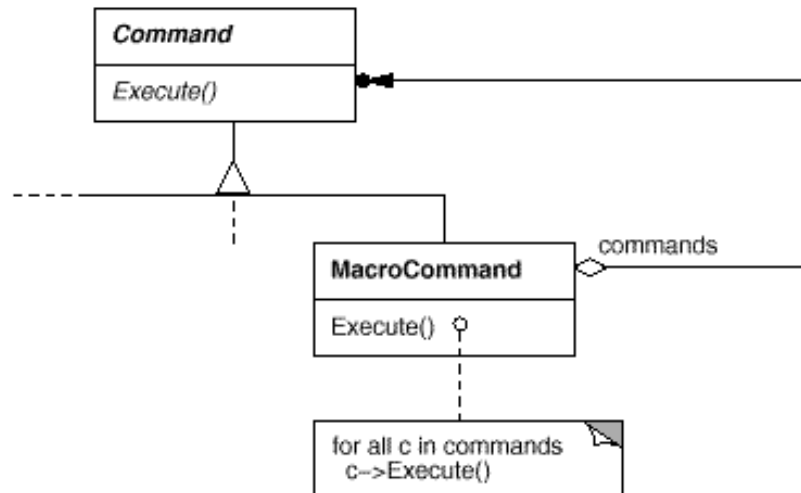 Command
Execute()
commands
MacroCommand
Execute()
for all c in commands
c->Execute()